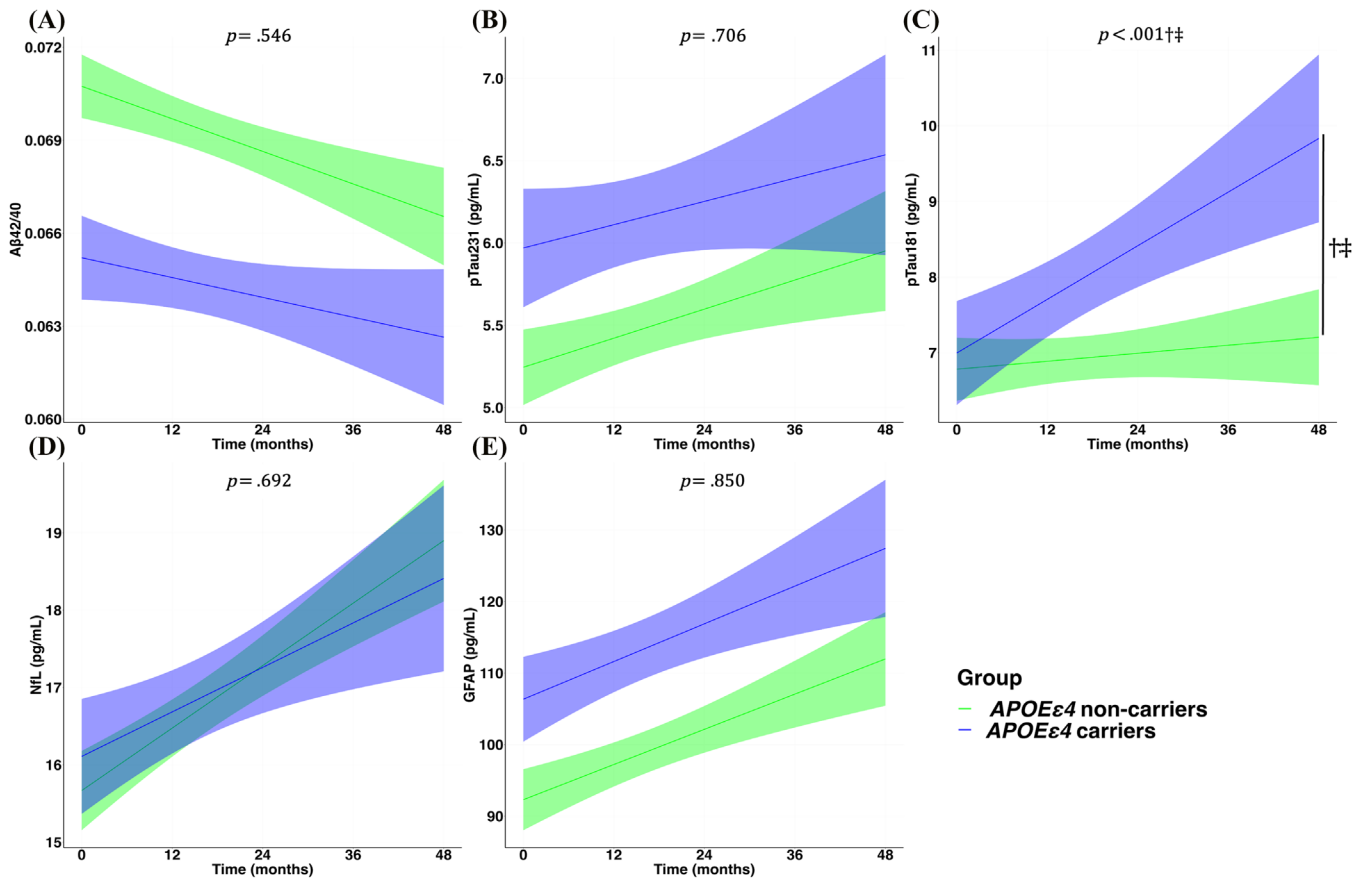 (A)
p= .546
0.072
0.069
0.066
0.063
0.060
Aβ42/40
0 12 24 36 48
Time (months)
(B)
p= .706
7.0
6.5
6.0
5.5
5.0
pTau231 (pg/mL)
0 12 24 36 48
Time (months)
(C)
p<.001†‡
11
10
9
8
7
pTau181 (pg/mL)
†‡
0 12 24 36 48
Time (months)
(D)
p= .692
19
18
17
16
15
NfL (pg/mL)
0 12 24 36 48
Time (months)
(E)
p= .850
130
120
110
100
90
GFAP (pg/mL)
0 12 24 36 48
Time (months)
Group
APOEε4 non-carriers
APOEε4 carriers